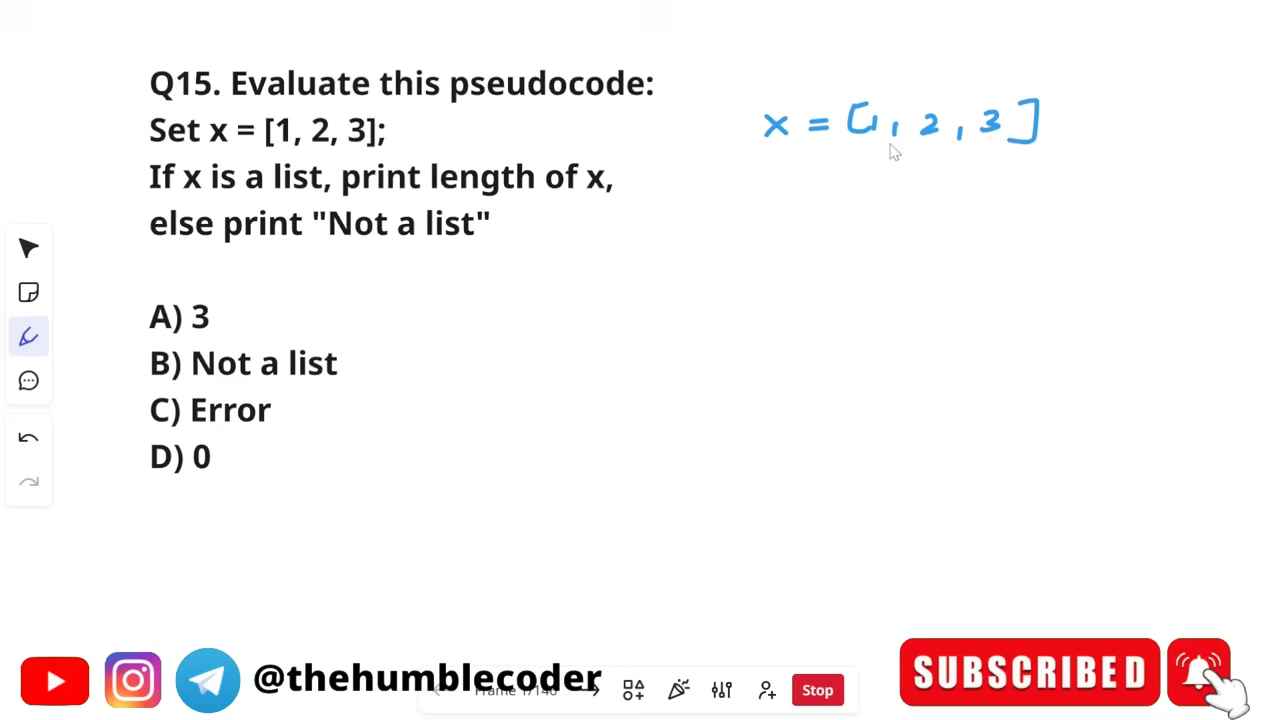 Q15. Evaluate this pseudocode:
Set x = [1, 2, 3];
If x is a list, print length of x,
else print "Not a list"
x = [1, 2, 3]
A) 3
B) Not a list
C) Error
D) 0
@thehumblecoder
Stop
SUBSCRIBED